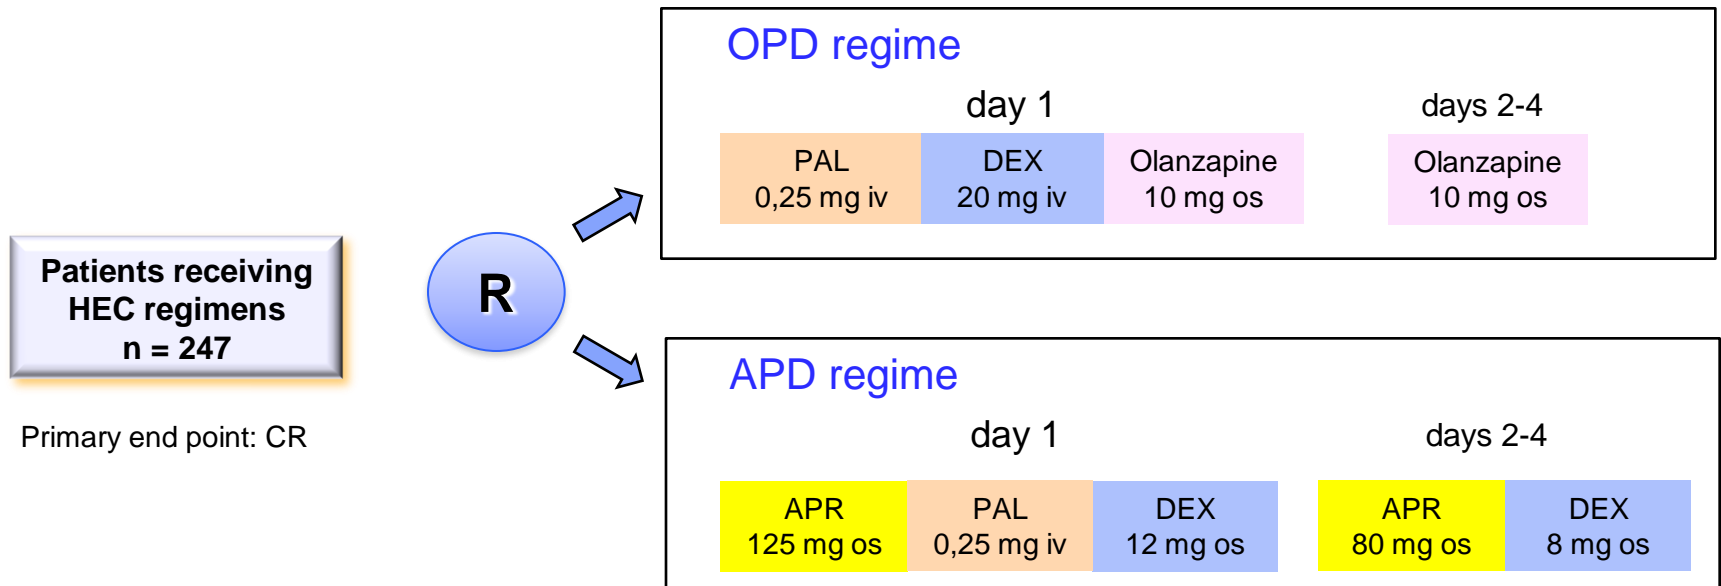 OPD regime
day 1
days 2-4
PAL
0,25 mg iv
DEX
20 mg iv
Olanzapine
10 mg os
Olanzapine
10 mg os
Patients receiving
HEC regimens
n = 247
Primary end point: CR
R
APD regime
day 1
days 2-4
APR
125 mg os
PAL
0,25 mg iv
DEX
12 mg os
APR
80 mg os
DEX
8 mg os